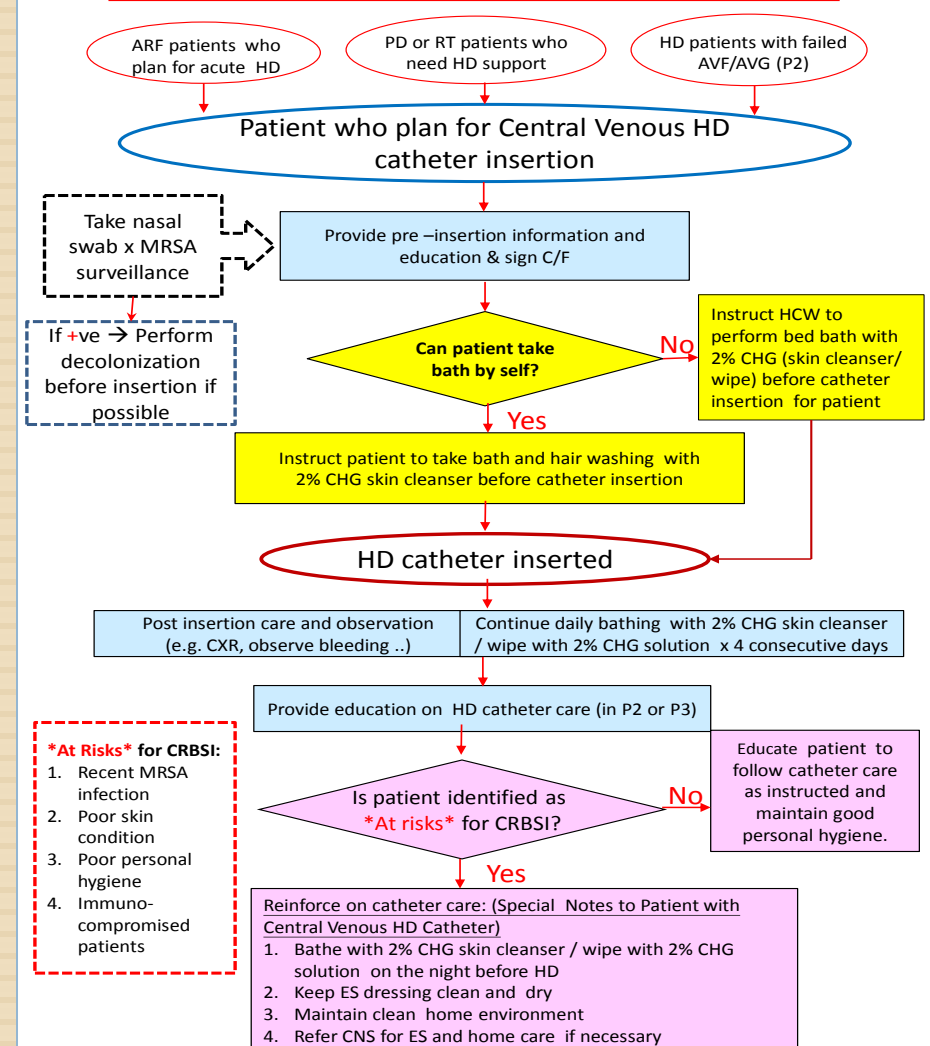 ARF patients who
plan for acute HD
PD or RT patients who
need HD support
HD patients with failed
AVF/AVG (P2)
Patient who plan for Central Venous HD
catheter insertion
Take nasal
swab x MRSA
surveillance
Provide pre –insertion information and
education & sign C/F
If +ve → Perform
decolonization
before insertion if
possible
Can patient take
bath by self?
No
Instruct HCW to
perform bed bath with
2% CHG (skin cleanser/
wipe) before catheter
insertion for patient
Yes
Instruct patient to take bath and hair washing with
2% CHG skin cleanser before catheter insertion
HD catheter inserted
Post insertion care and observation
(e.g. CXR, observe bleeding ..)
Continue daily bathing with 2% CHG skin cleanser
/ wipe with 2% CHG solution x 4 consecutive days
Provide education on HD catheter care (in P2 or P3)
*At Risks* for CRBSI:
1. Recent MRSA
infection
2. Poor skin
condition
3. Poor personal
hygiene
4. Immuno-
compromised
patients
Is patient identified as
*At risks* for CRBSI?
No
Educate patient to
follow catheter care
as instructed and
maintain good
personal hygiene.
Yes
Reinforce on catheter care: (Special Notes to Patient with
Central Venous HD Catheter)
1. Bathe with 2% CHG skin cleanser / wipe with 2% CHG
solution on the night before HD
2. Keep ES dressing clean and dry
3. Maintain clean home environment
4. Refer CNS for ES and home care if necessary